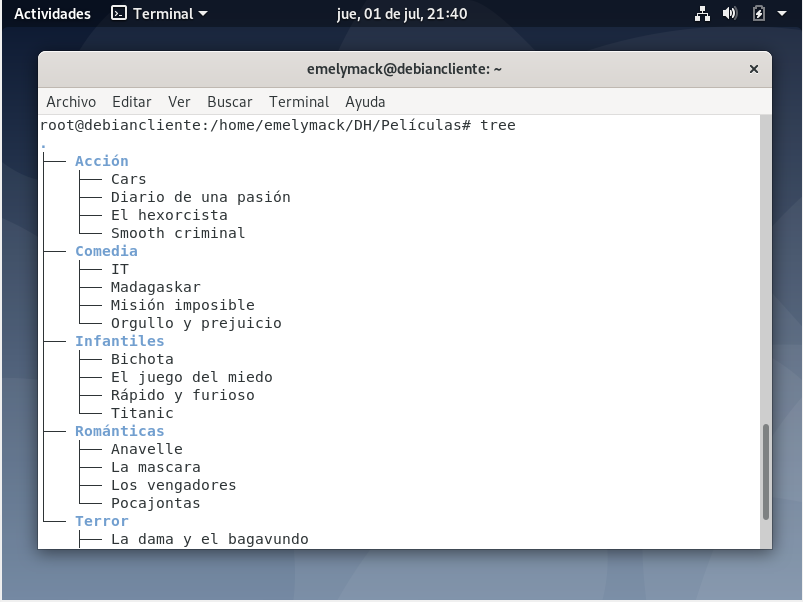 Actividades Terminal jue, 01 de jul, 21:40
emelymack@debiancliente: ~
Archivo Editar Ver Buscar Terminal Ayuda
root@debiancliente:/home/emelymack/DH/Películas# tree
.
├── Acción
│   ├── Cars
│   ├── Diario de una pasión
│   ├── El hexorcista
│   └── Smooth criminal
├── Comedia
│   ├── IT
│   ├── Madagaskar
│   ├── Misión imposible
│   └── Orgullo y prejuicio
├── Infantiles
│   ├── Bichota
│   ├── El juego del miedo
│   ├── Rápido y furioso
│   └── Titanic
├── Románticas
│   ├── Anavelle
│   ├── La mascara
│   ├── Los vengadores
│   └── Pocajontas
└── Terror
    ├── La dama y el bagavundo